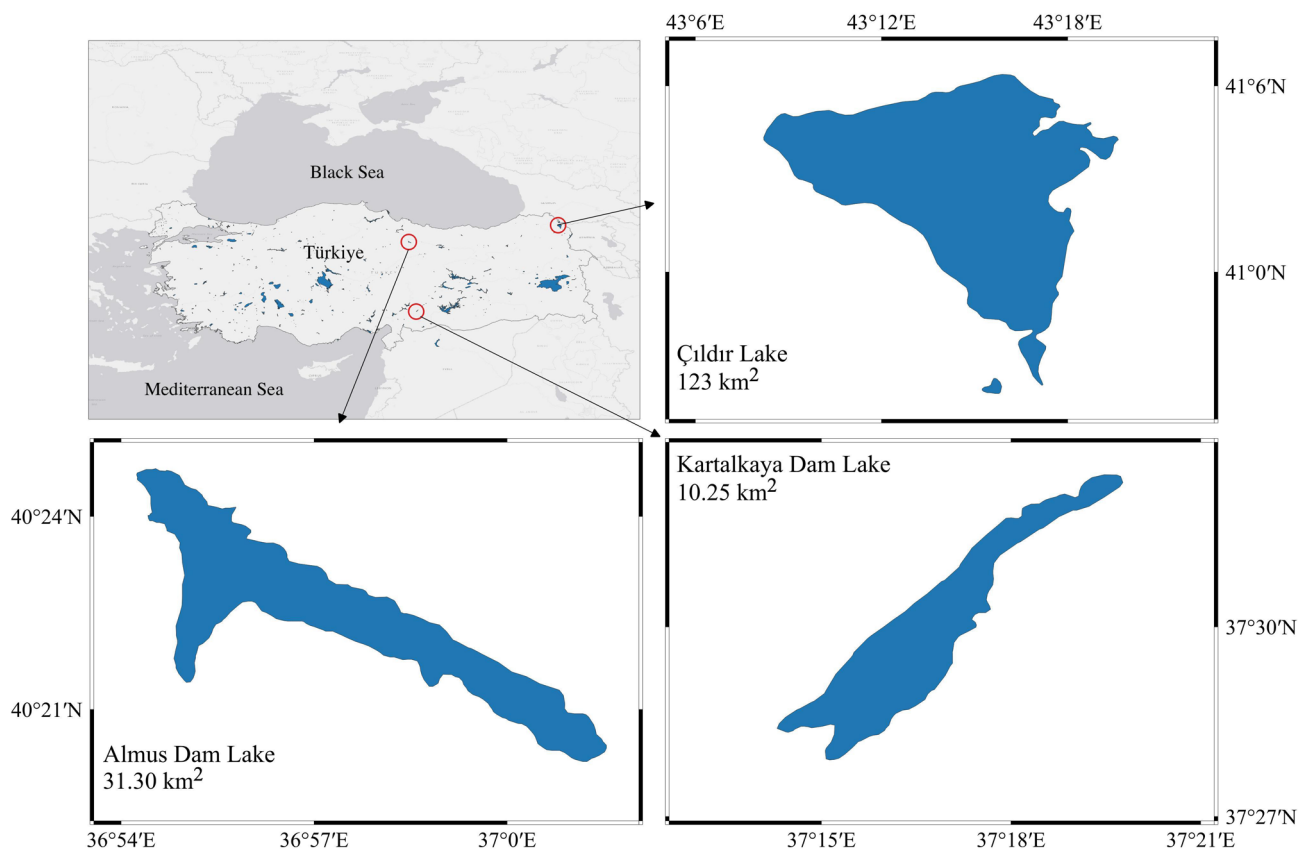 43°6′E 43°12′E 43°18′E
41°6′N
41°0′N
Black Sea
Türkiye
Mediterranean Sea
Çıldır Lake
123 km²
40°24′N
40°21′N
Almus Dam Lake
31.30 km²
36°54′E 36°57′E 37°0′E
Kartalkaya Dam Lake
10.25 km²
37°30′N
37°27′N
37°15′E 37°18′E 37°21′E